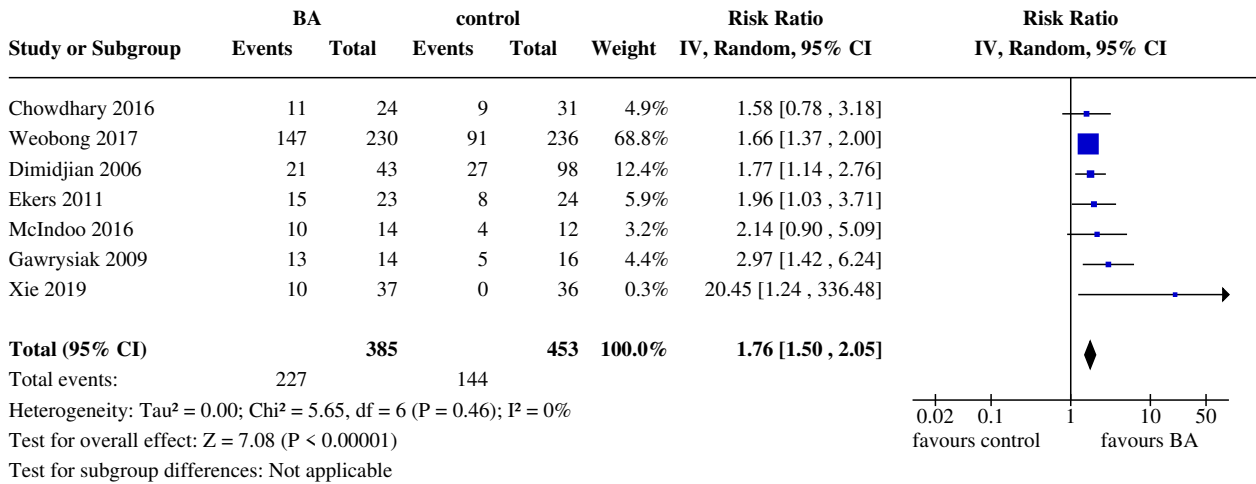 BA control Risk Ratio Risk Ratio
Study or Subgroup Events Total Events Total Weight IV, Random, 95% CI IV, Random, 95% CI
Chowdhary 2016 11 24 9 31 4.9% 1.58 [0.78 , 3.18]
Weobong 2017 147 230 91 236 68.8% 1.66 [1.37 , 2.00]
Dimidjian 2006 21 43 27 98 12.4% 1.77 [1.14 , 2.76]
Ekers 2011 15 23 8 24 5.9% 1.96 [1.03 , 3.71]
McIndoo 2016 10 14 4 12 3.2% 2.14 [0.90 , 5.09]
Gawrysiak 2009 13 14 5 16 4.4% 2.97 [1.42 , 6.24]
Xie 2019 10 37 0 36 0.3% 20.45 [1.24 , 336.48]
Total (95% CI) 385 453 100.0% 1.76 [1.50 , 2.05]
Total events: 227 144
Heterogeneity: Tau² = 0.00; Chi² = 5.65, df = 6 (P = 0.46); I² = 0%
Test for overall effect: Z = 7.08 (P < 0.00001)
Test for subgroup differences: Not applicable
0.02 0.1 1 10 50
favours control favours BA